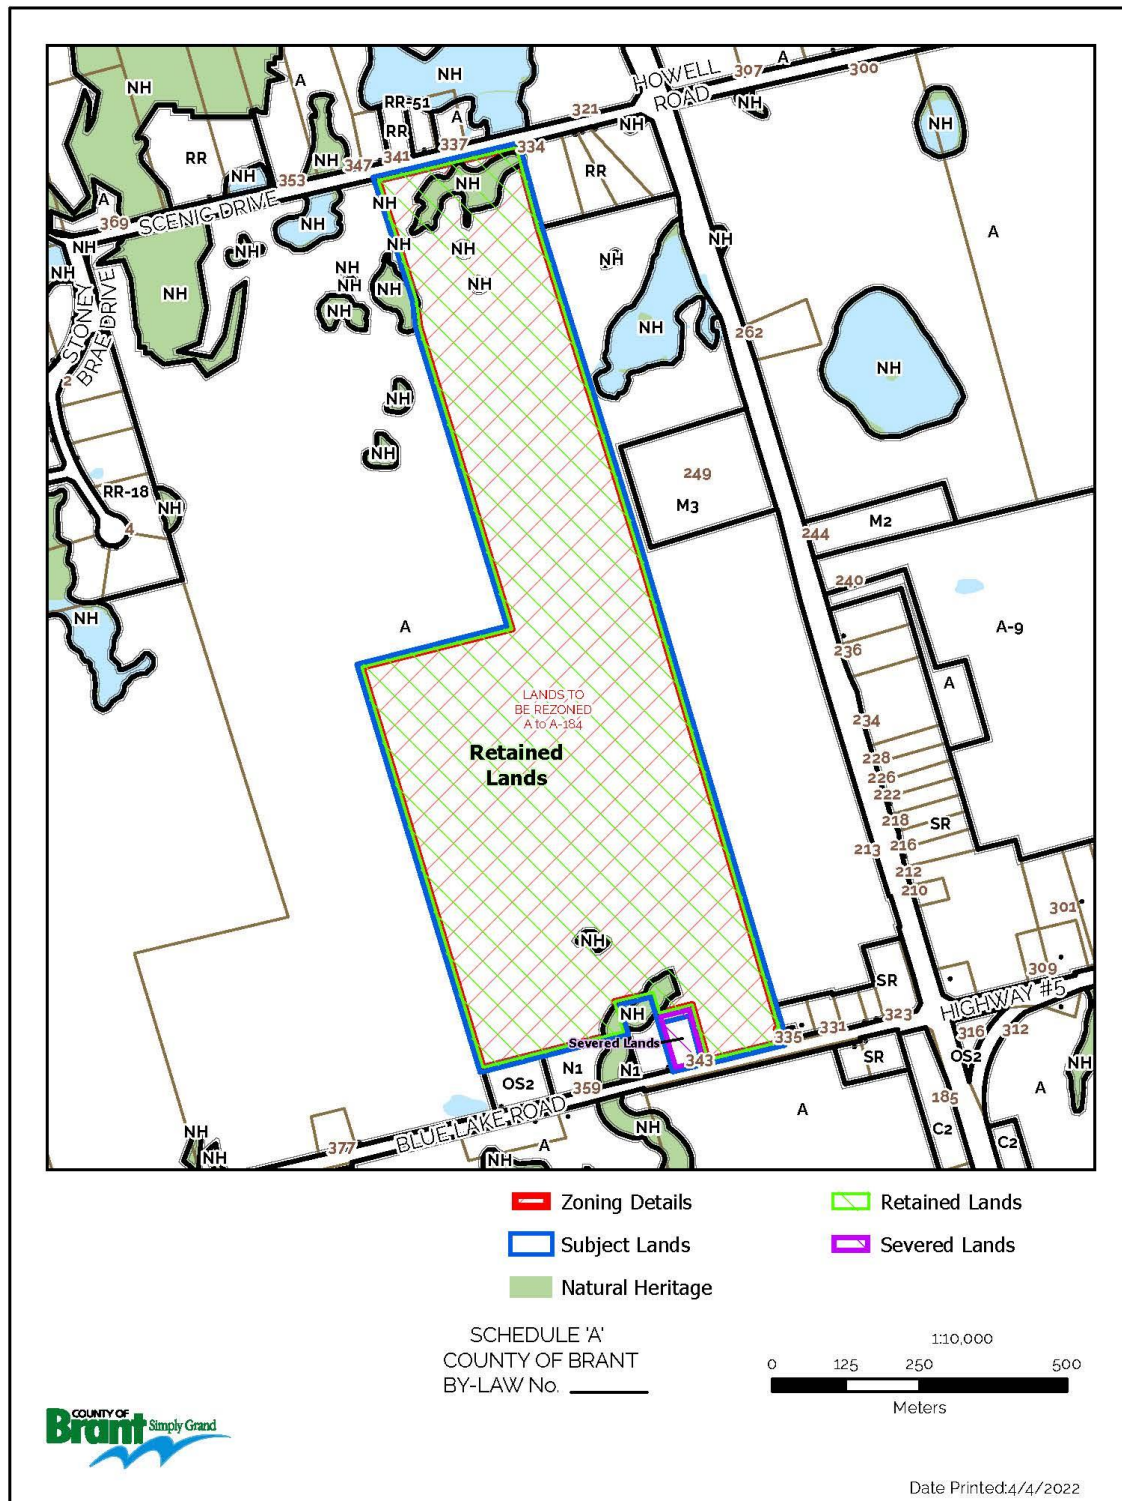 NH
NH
A
NH
HOWELL
ROAD
307
A
300
RR-51
A
RR
321
NH
NH
NH
RR
NH
353
NH
347
341
337
334
RR
NH
A
369
SCENIC DRIVE
NH
NH
NH
NH
NH
NH
NH
NH
NH
A
NH
NH
NH
NH
NH
NH
NH
NH
STONEY
BRAE DRIVE
NH
NH
262
NH
2
NH
NH
249
M3
RR-18
NH
4
M2
244
240
NH
A
A-9
236
A
LANDS TO
BE REZONED
A to A-184
234
Retained
Lands
228
226
222
218
SR
213
216
212
210
301
NH
309
SR
HIGHWAY #5
NH
323
331
335
316
312
Severed Lands
343
N1
N1
OS2
359
SR
OS2
NH
185
A
BLUE LAKE ROAD
A
NH
C2
C2
NH
NH
377
A
NH
Zoning Details
Retained Lands
Subject Lands
Severed Lands
Natural Heritage
SCHEDULE 'A'
COUNTY OF BRANT
BY-LAW No.
1:10,000
0 125 250 500
Meters
COUNTY OF
Brant Simply Grand
Date Printed:4/4/2022